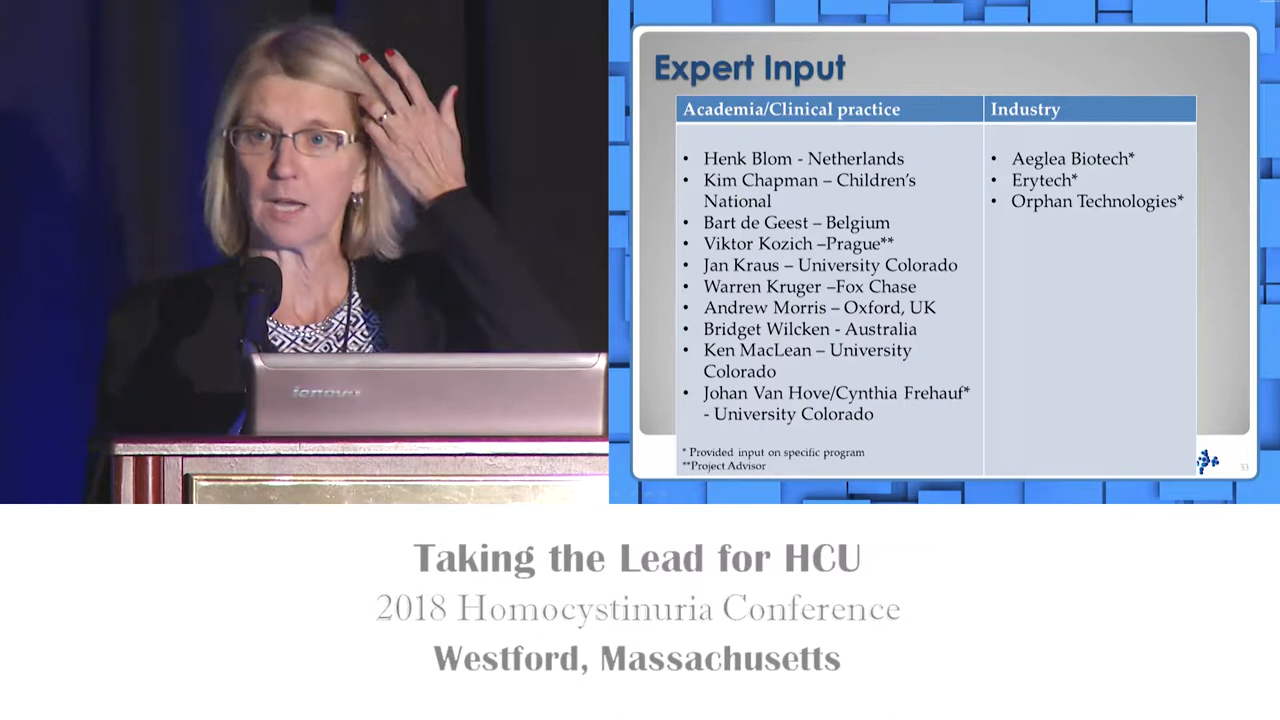 lenovo
Expert Input
Academia/Clinical practice
Industry
• Henk Blom - Netherlands
• Kim Chapman – Children's
National
• Bart de Geest – Belgium
• Viktor Kozich –Prague**
• Jan Kraus – University Colorado
• Warren Kruger –Fox Chase
• Andrew Morris – Oxford, UK
• Bridget Wilcken - Australia
• Ken MacLean – University
Colorado
• Johan Van Hove/Cynthia Frehauf*
- University Colorado
* Provided input on specific program
**Project Advisor
• Aeglea Biotech*
• Erytech*
• Orphan Technologies*
33
Taking the Lead for HCU
2018 Homocystinuria Conference
Westford, Massachusetts